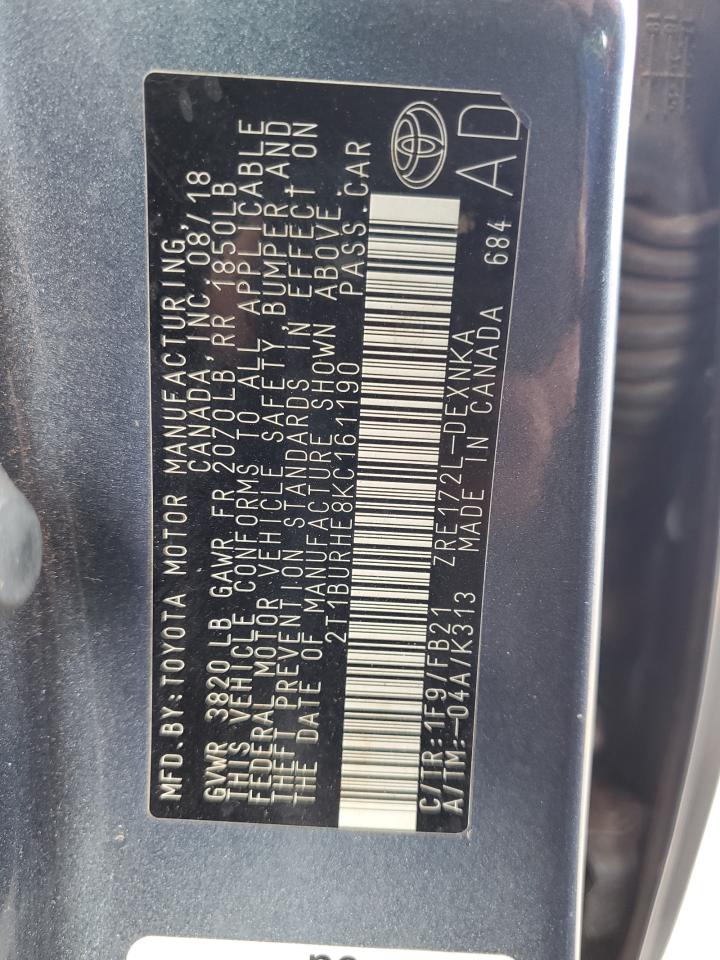 MFD.BY:TOYOTA MOTOR MANUFACTURING,
CANADA, INC 08/18
GVWR 3820LB GAWR FR 2070LB, RR 1850LB
THIS VEHICLE CONFORMS TO ALL APPLICABLE
FEDERAL MOTOR VEHICLE SAFETY, BUMPER AND
THEFT PREVENTION STANDARDS IN EFFECT ON
THE DATE OF MANUFACTURE SHOWN ABOVE.
2T1BURHE8KC161190 PASS.CAR
C/TR:1F9/FB21 ZRE172L-DEXNKA
A/TM:-04A/K313 MADE IN CANADA 684
AD